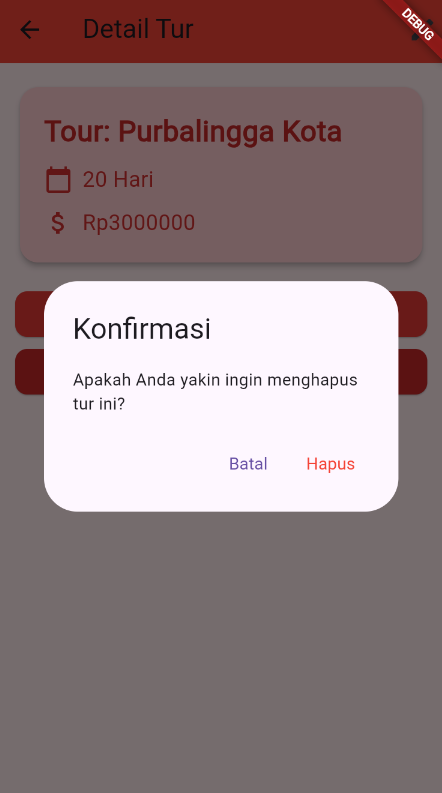 Detail Tur
DEBUG
Tour: Purbalingga Kota
20 Hari
Rp3000000
Konfirmasi
Apakah Anda yakin ingin menghapus
tur ini?
Batal
Hapus